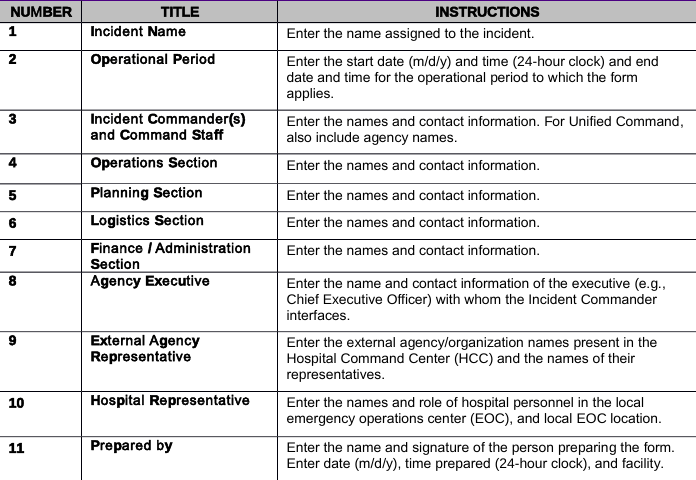 NUMBER TITLE INSTRUCTIONS
1 Incident Name Enter the name assigned to the incident.
2 Operational Period Enter the start date (m/d/y) and time (24-hour clock) and end
date and time for the operational period to which the form
applies.
3 Incident Commander(s) Enter the names and contact information. For Unified Command,
and Command Staff also include agency names.
4 Operations Section Enter the names and contact information.
5 Planning Section Enter the names and contact information.
6 Logistics Section Enter the names and contact information.
7 Finance / Administration Enter the names and contact information.
Section
8 Agency Executive Enter the name and contact information of the executive (e.g.,
Chief Executive Officer) with whom the Incident Commander
interfaces.
9 External Agency Enter the external agency/organization names present in the
Representative Hospital Command Center (HCC) and the names of their
representatives.
10 Hospital Representative Enter the names and role of hospital personnel in the local
emergency operations center (EOC), and local EOC location.
11 Prepared by Enter the name and signature of the person preparing the form.
Enter date (m/d/y), time prepared (24-hour clock), and facility.